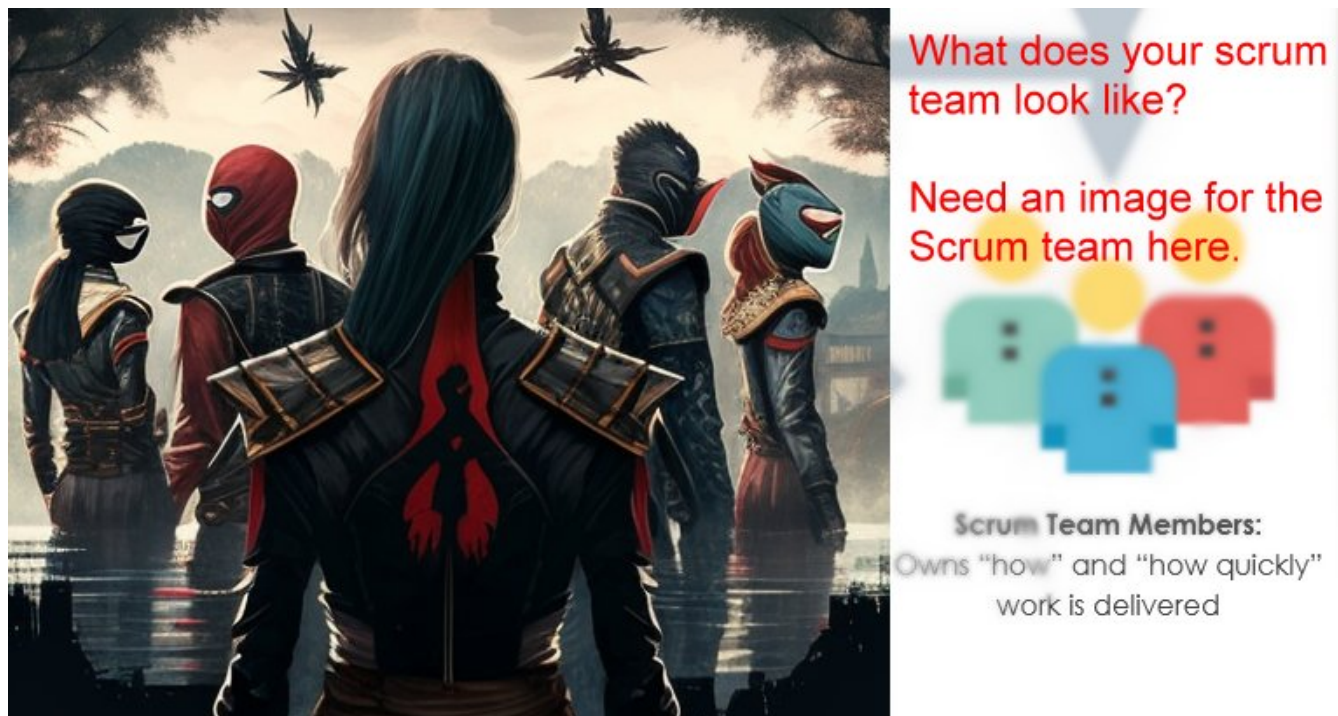 What does your scrum
team look like?
Need an image for the
Scrum team here.
Scrum Team Members:
Owns “how” and “how quickly”
work is delivered